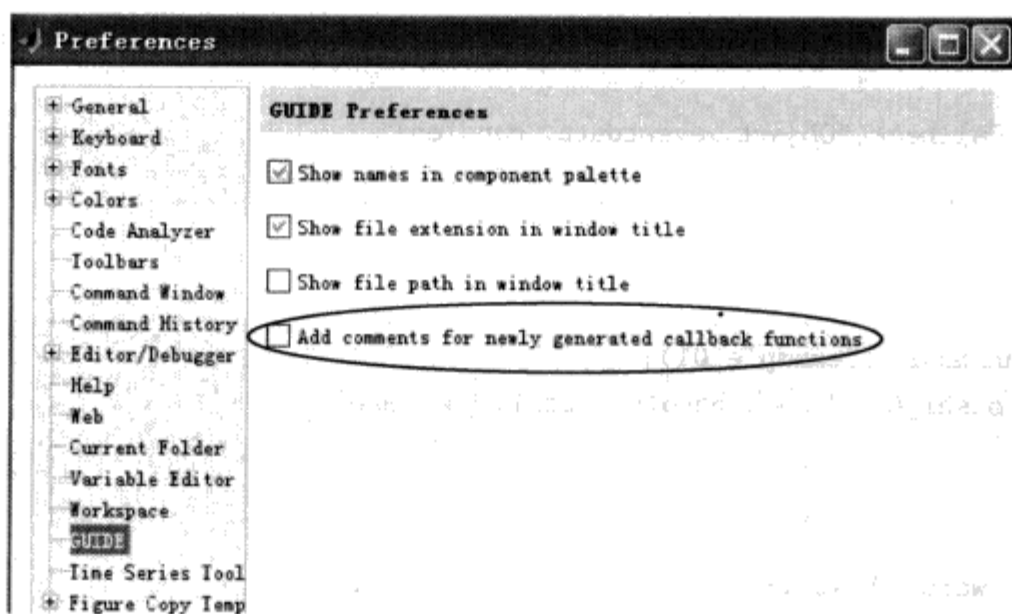 Preferences
General
Keyboard
Fonts
Colors
Code Analyzer
Toolbars
Command Window
Command History
Editor/Debugger
Help
Web
Current Folder
Variable Editor
Workspace
GUIDE
Time Series Tool
Figure Copy Temp
GUIDE Preferences
Show names in component palette
Show file extension in window title
Show file path in window title
Add comments for newly generated callback functions